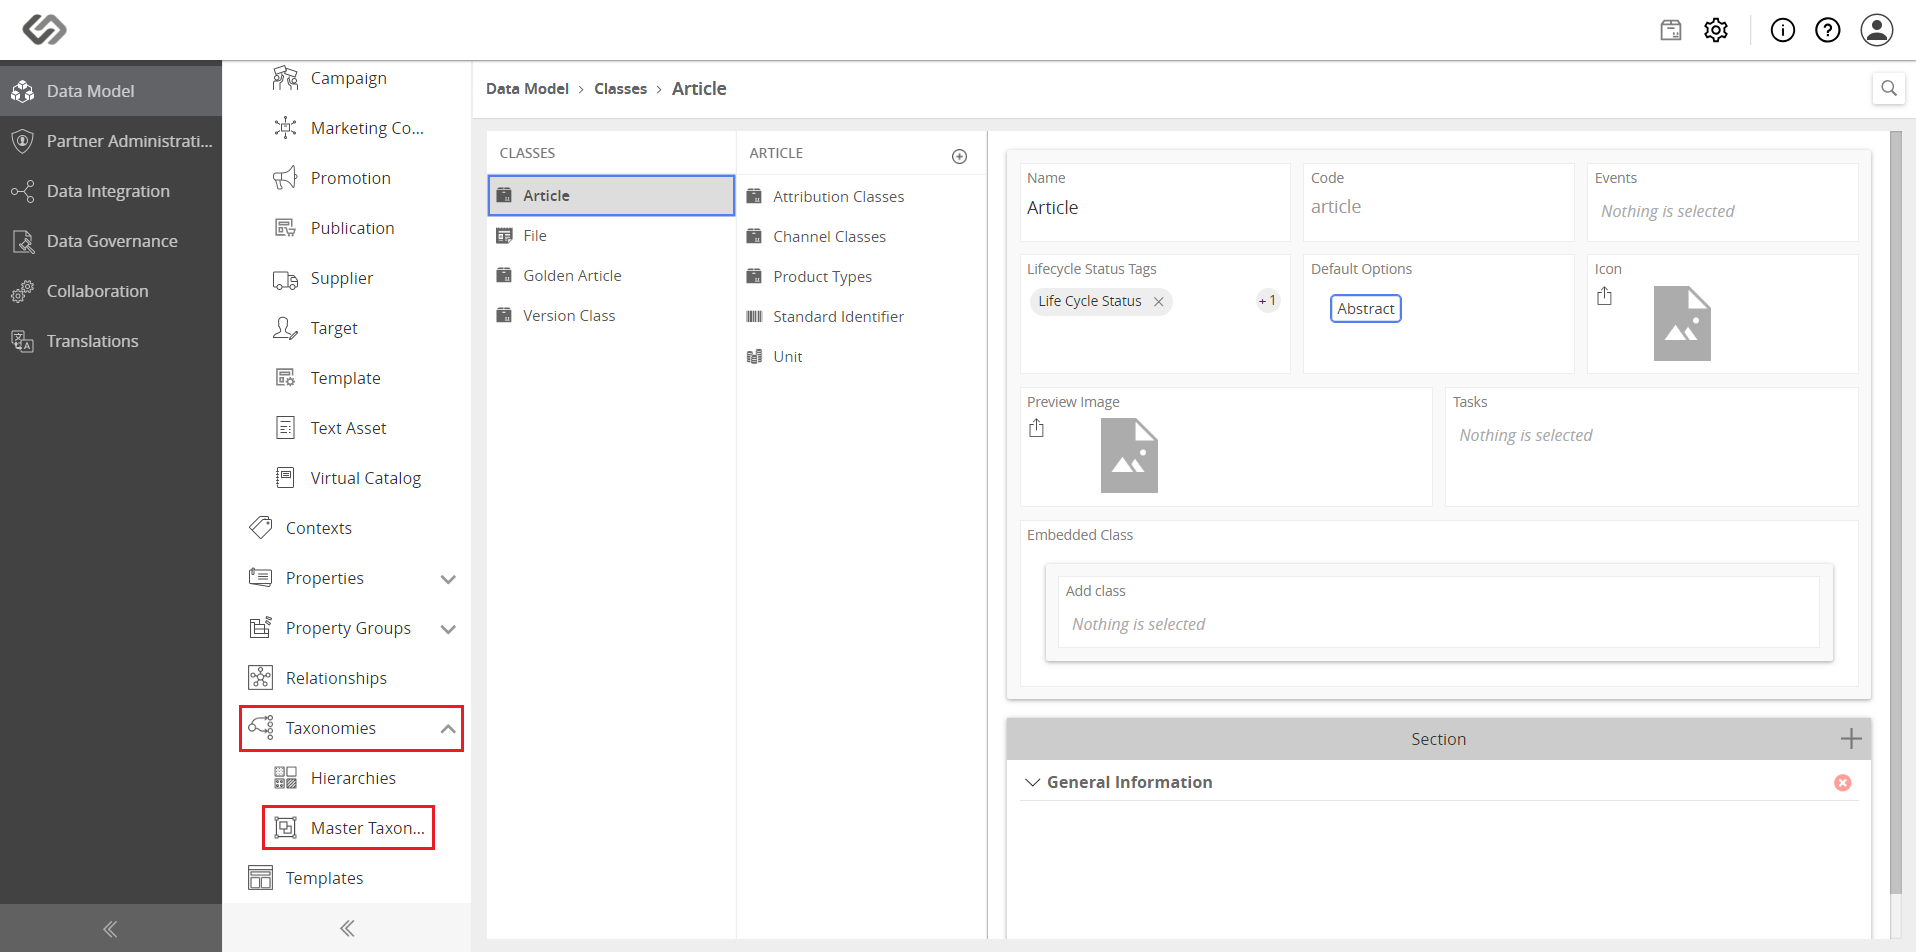 Data Model
Partner Administrati...
Data Integration
Data Governance
Collaboration
Translations
Campaign
Marketing Co...
Promotion
Publication
Supplier
Target
Template
Text Asset
Virtual Catalog
Contexts
Properties
Property Groups
Relationships
Taxonomies
Hierarchies
Master Taxon...
Templates
Data Model > Classes > Article
CLASSES
Article
File
Golden Article
Version Class
ARTICLE
Attribution Classes
Channel Classes
Product Types
Standard Identifier
Unit
Name
Article
Code
article
Events
Nothing is selected
Lifecycle Status Tags
Life Cycle Status
+1
Default Options
Abstract
Icon
Preview Image
Tasks
Nothing is selected
Embedded Class
Add class
Nothing is selected
Section
General Information